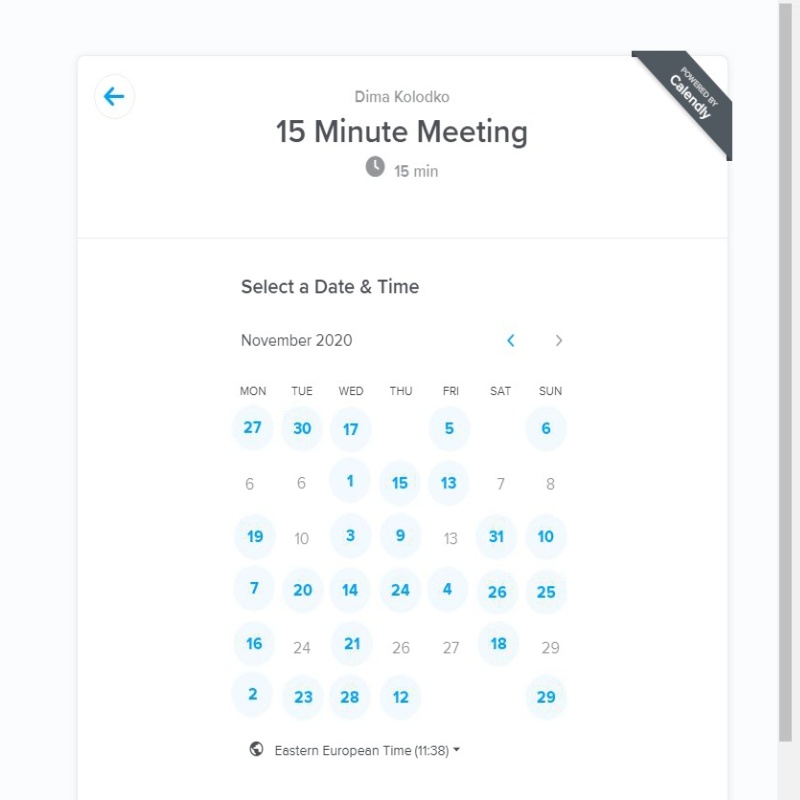 Dima Kolodko
POWERED BY
Calendly
15 Minute Meeting
15 min
Select a Date & Time
November 2020
MON TUE WED THU FRI SAT SUN
27 30 17 5 6
6 6 1 15 13 7 8
19 10 3 9 13 31 10
7 20 14 24 4 26 25
16 24 21 26 27 18 29
2 23 28 12 29
Eastern European Time (11:38)